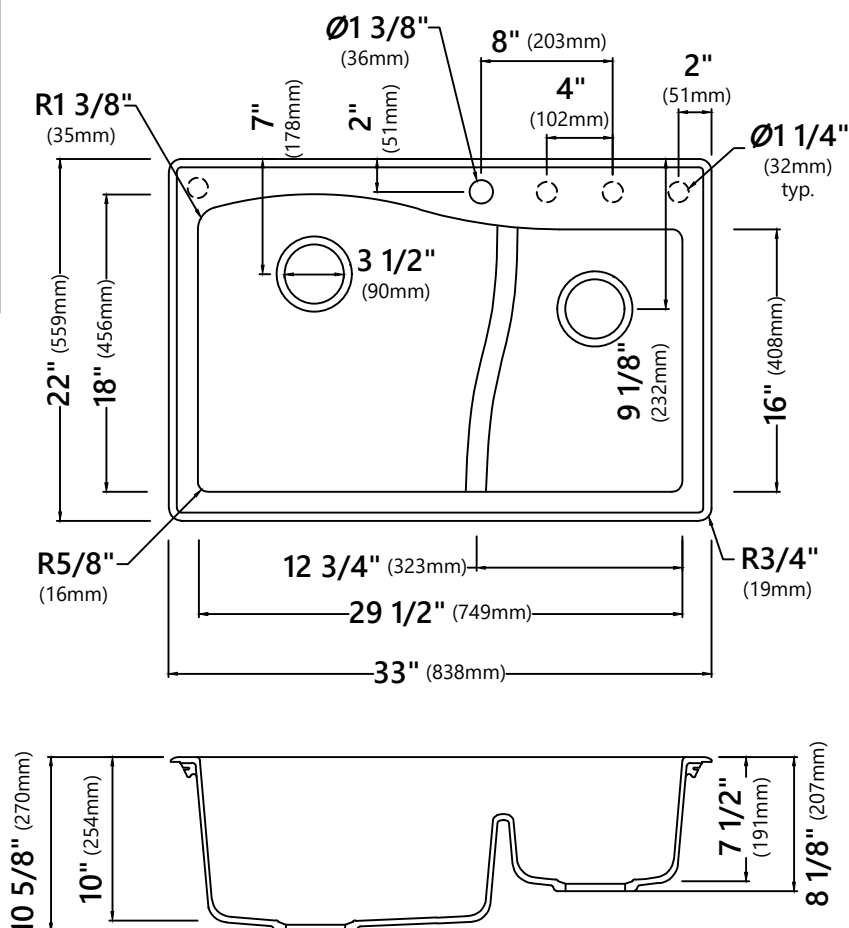 Ø1 3/8"
(36mm)
8" (203mm)
2"
(51mm)
4"
(102mm)
R1 3/8"
(35mm)
7"
(178mm)
2"
(51mm)
Ø1 1/4"
(32mm)
typ.
3 1/2"
(90mm)
22" (559mm)
18" (456mm)
9 1/8"
(232mm)
16" (408mm)
R5/8"
(16mm)
12 3/4" (323mm)
R3/4"
(19mm)
29 1/2" (749mm)
33" (838mm)
10 5/8" (270mm)
10" (254mm)
7 1/2"
(191mm)
8 1/8" (207mm)